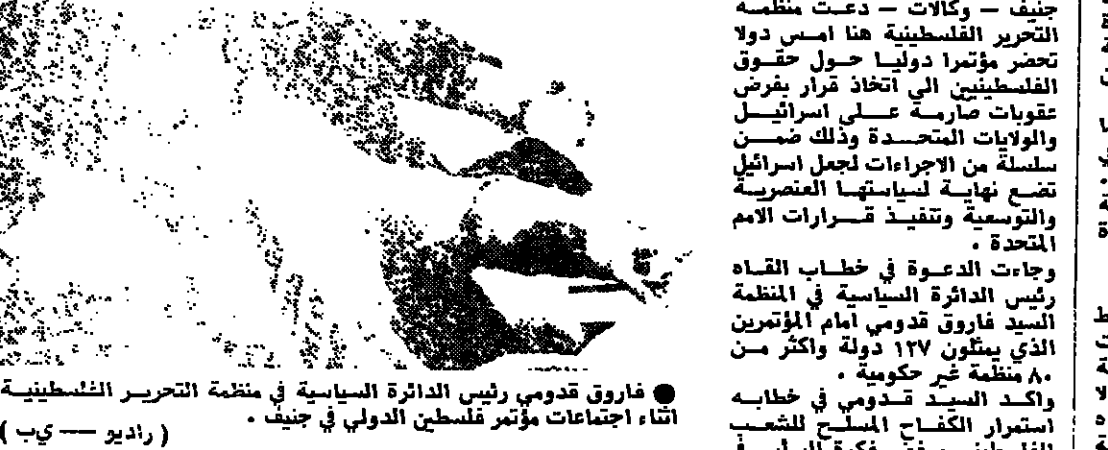 جنيف — وكالات — دعت منظمة
التحرير الفلسطينية هنا امس دولا
تحضر مؤتمرا دوليا حول حقوق
الفلسطينيين الى اتخاذ قرار بفرض
عقوبات صارمة على اسرائيل
والولايات المتحدة وذلك ضمن
سلسلة من الاجراءات لجعل اسرائيل
تضع نهاية لسياستها العنصرية
والتوسعية وتنفيذ قرارات الامم
المتحدة .
وجاءت الدعوة في خطاب القاه
رئيس الدائرة السياسية في المنظمة
السيد فاروق قدومي امام المؤتمرين
الذي يمثلون ١٢٧ دولة واكثر من
٨٠ منظمة غير حكومية .
واكد السيد قدومي في خطابه
استمرار الكفاح المسلح للشعب
● فاروق قدومي رئيس الدائرة السياسية في منظمة التحرير الفلسطينية
اثناء اجتماعات مؤتمر فلسطين الدولي في جنيف .
( راديو — ي ب )